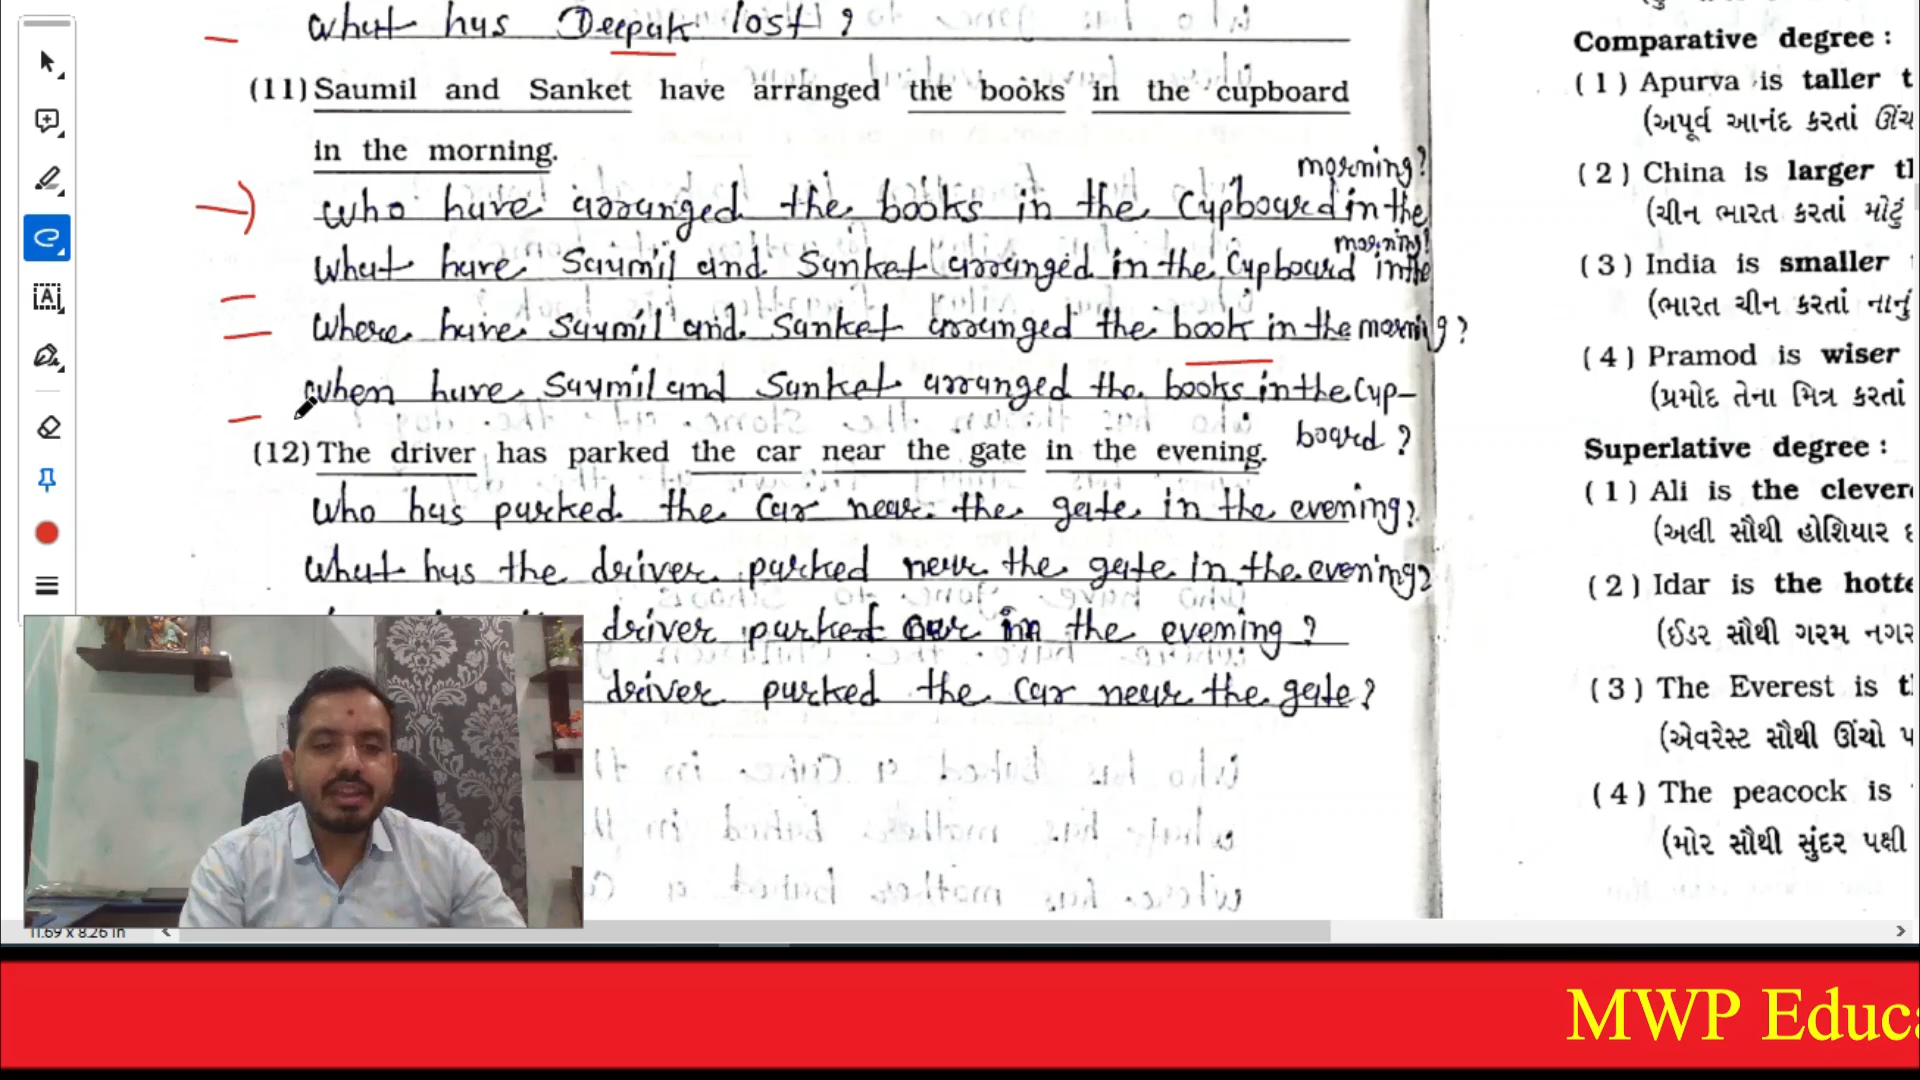 What has Deepak lost ?
(11) Saumil and Sanket have arranged the books in the cupboard
in the morning.
morning?
Who have arranged the books in the Cupboard in the
morning?
What have Saumil and Sanket arranged in the Cupboard in the
Where have Saumil and Sanket arranged the book in the morning?
When have Saumil and Sanket arranged the books in the Cup-
board ?
(12) The driver has parked the car near the gate in the evening.
Who has parked the Car near the gate in the evening?
What has the driver parked near the gate in the evening?
driver parked car in the evening ?
driver parked the Car near the gate?
Comparative degree :
( 1 ) Apurva is taller t
(અપૂર્વ આનંદ કરતાં ઊંચ
( 2 ) China is larger tl
(ચીન ભારત કરતાં મોટું
( 3 ) India is smaller
(ભારત ચીન કરતાં નાનું
( 4 ) Pramod is wiser
(પ્રમોદ તેના મિત્ર કરતાં
Superlative degree :
( 1 ) Ali is the clever
(અલી સૌથી હોશિયાર
( 2 ) Idar is the hotte
(ઈડર સૌથી ગરમ નગર
( 3 ) The Everest is t
(એવરેસ્ટ સૌથી ઊંચો પ
( 4 ) The peacock is
(મોર સૌથી સુંદર પક્ષી
11.69 x 8.26 in
MWP Educa